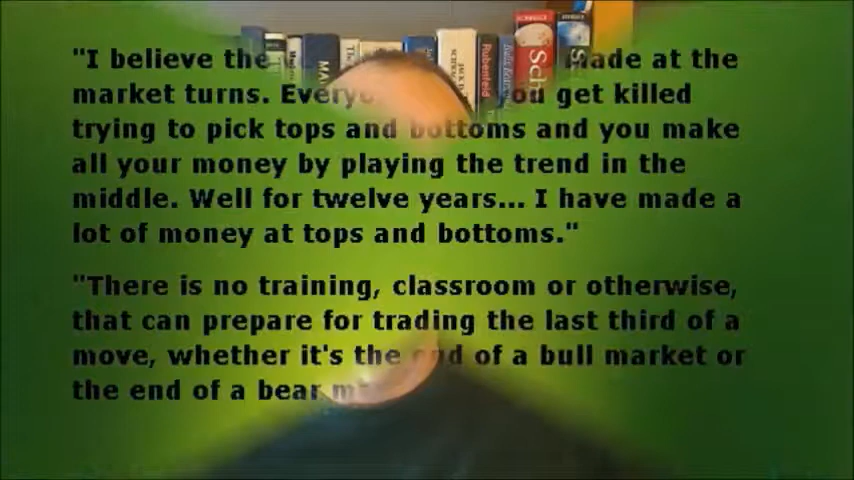 "I believe the made at the
market turns. you get killed
trying to pick tops and bottoms and you make
all your money by playing the trend in the
middle. Well for twelve years... I have made a
lot of money at tops and bottoms."
"There is no training, classroom or otherwise,
that can prepare for trading the last third of a
move, whether it's the end of a bull market or
the end of a bear
Rubenfeld